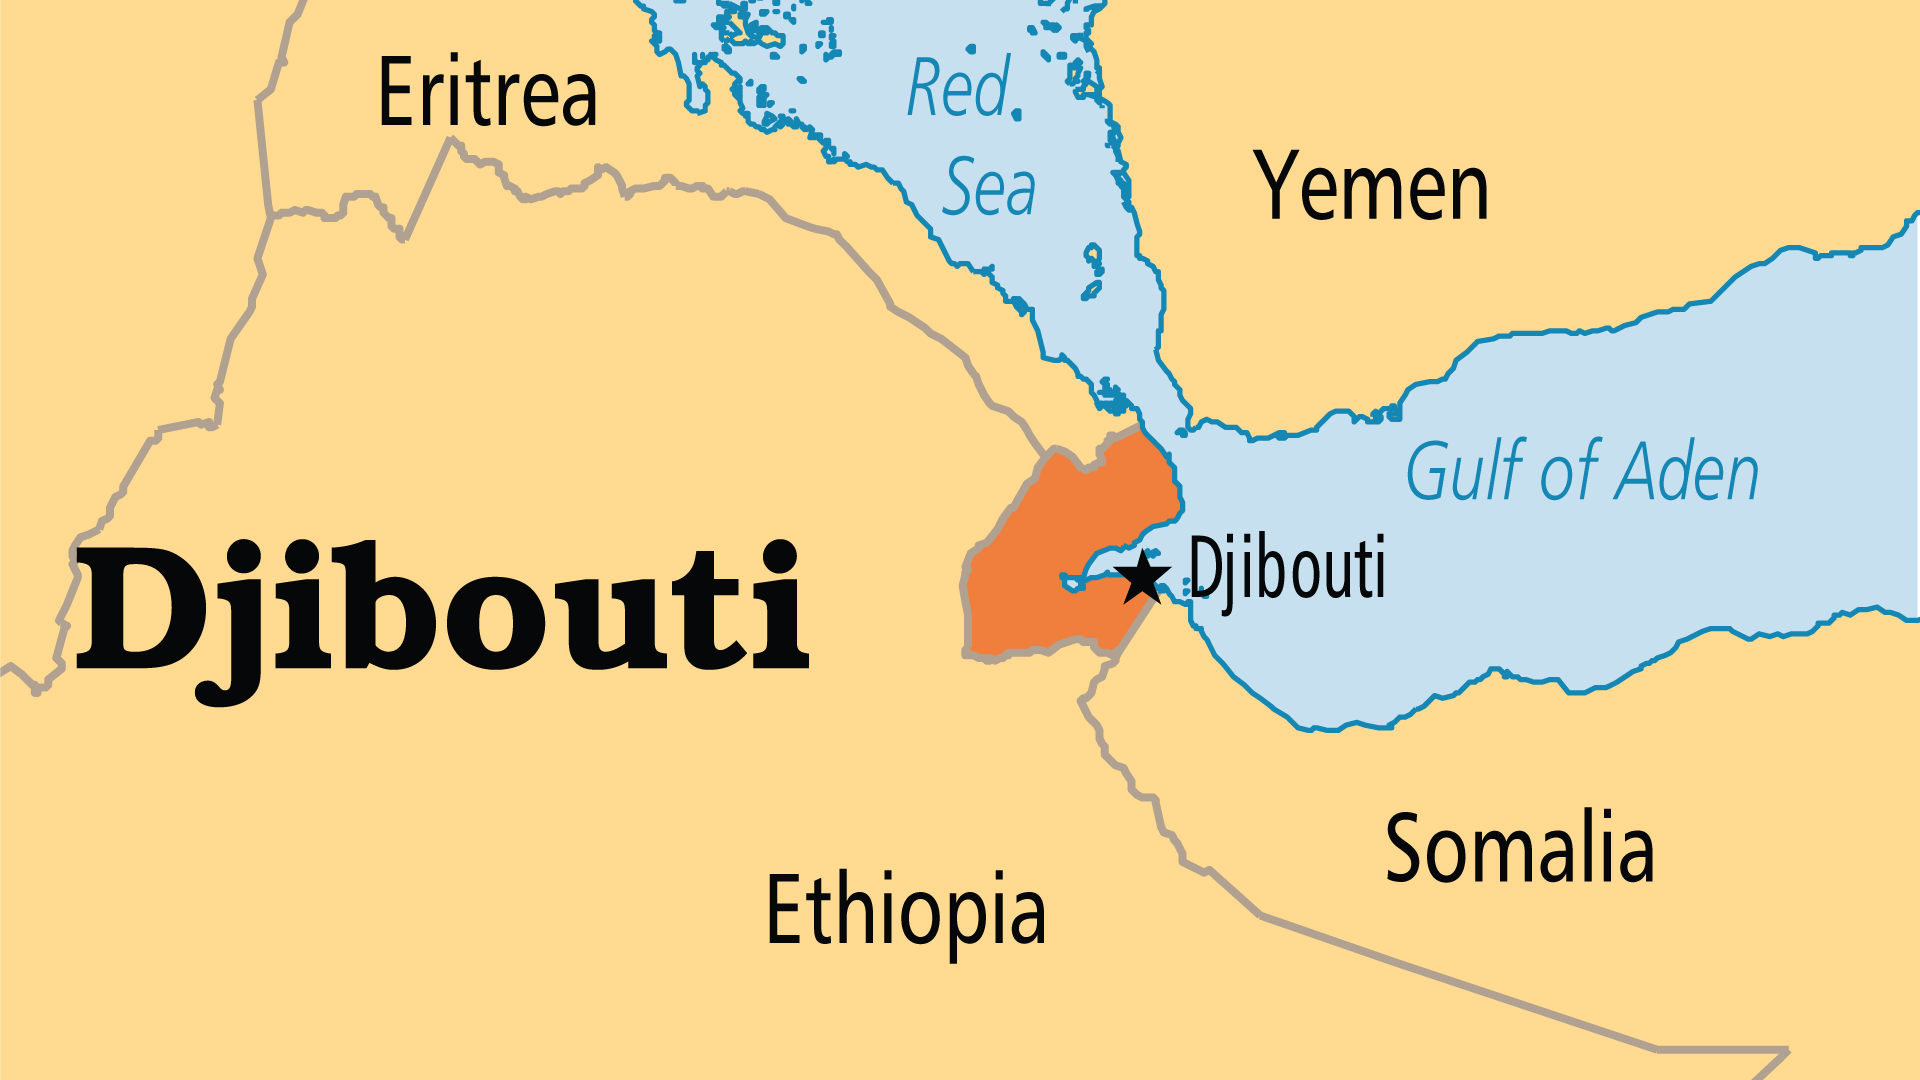 Eritrea
Red
Sea
Yemen
Gulf of Aden
Djibouti
Djibouti
Somalia
Ethiopia